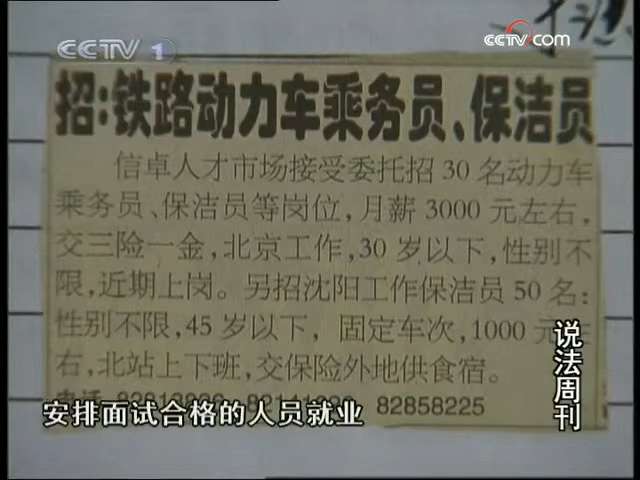 CCTV 1
CCTV.com
招:铁路动力车乘务员、保洁员
信卓人才市场接受委托招30名动力车
乘务员、保洁员等岗位,月薪3000元左右,
交三险一金,北京工作,30岁以下,性别不
限,近期上岗。另招沈阳工作保洁员50名:
性别不限,45岁以下,固定车次,1000元左
右,北站上下班,交保险外地供食宿。
82858225
安排面试合格的人员就业
说法周刊